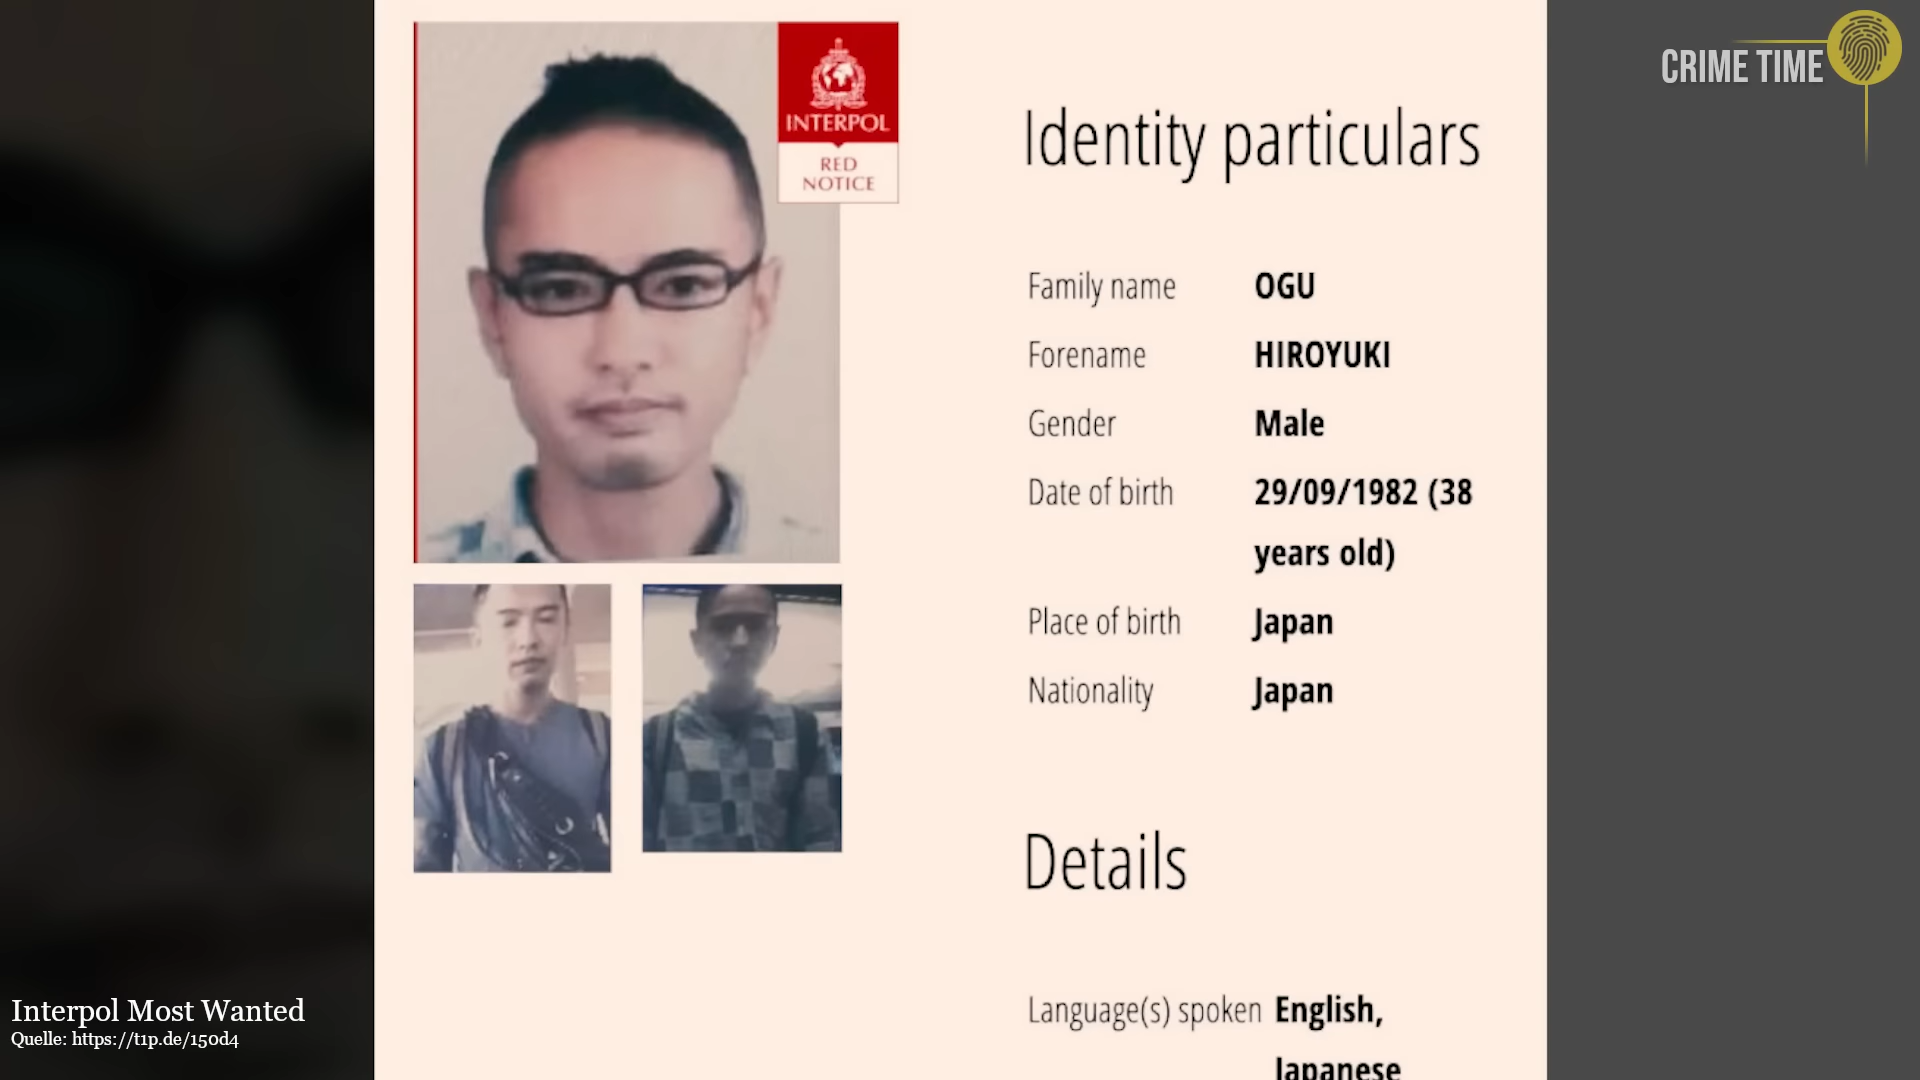 CRIME TIME
INTERPOL
RED
NOTICE
Identity particulars
Family name OGU
Forename HIROYUKI
Gender Male
Date of birth 29/09/1982 (38
years old)
Place of birth Japan
Nationality Japan
Details
Language(s) spoken English,
Japanese
Interpol Most Wanted
Quelle: https://t1p.de/150d4